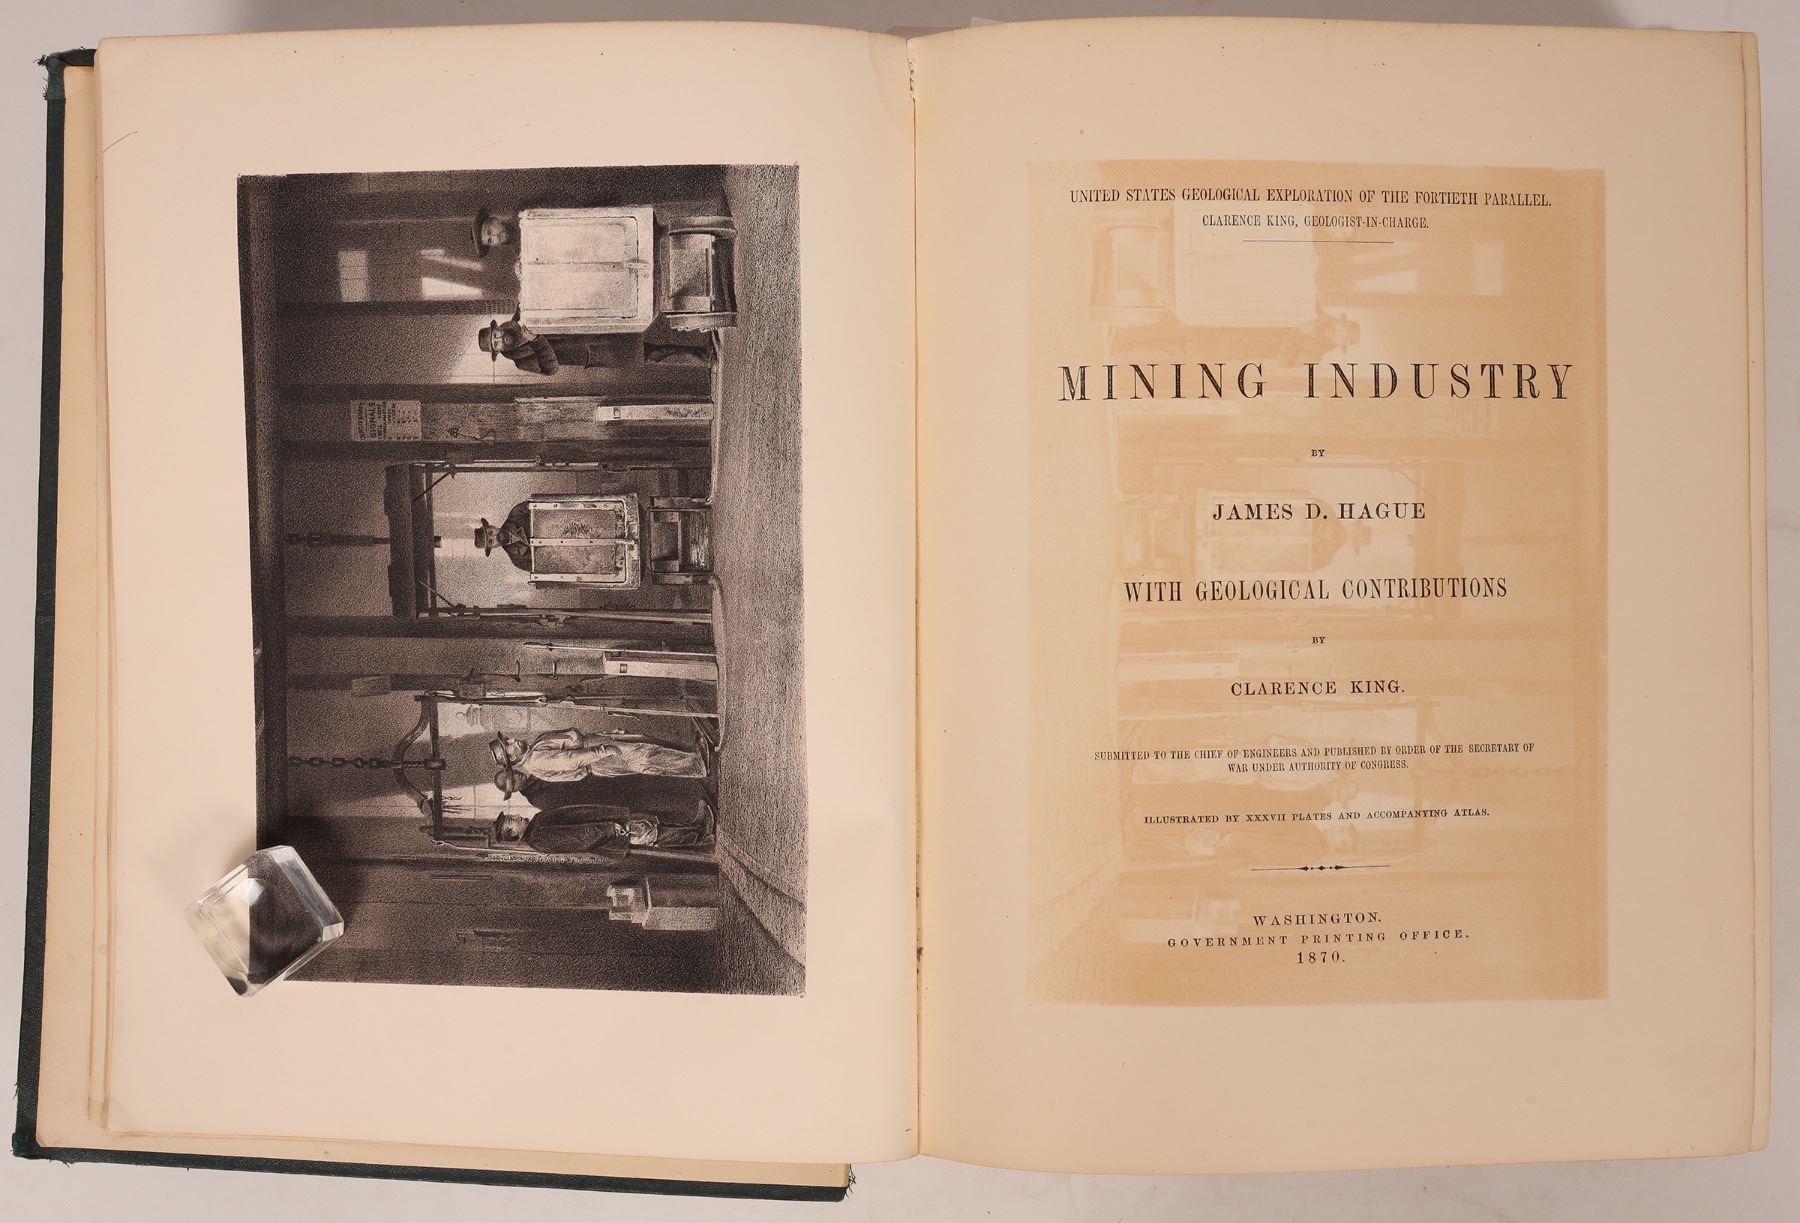 SIGNALS
UNITED STATES GEOLOGICAL EXPLORATION OF THE FORTIETH PARALLEL.
CLARENCE KING, GEOLOGIST-IN-CHARGE.
MINING INDUSTRY
BY
JAMES D. HAGUE
WITH GEOLOGICAL CONTRIBUTIONS
BY
CLARENCE KING.
SUBMITTED TO THE CHIEF OF ENGINEERS AND PUBLISHED BY ORDER OF THE SECRETARY OF
WAR UNDER AUTHORITY OF CONGRESS.
ILLUSTRATED BY XXXVII PLATES AND ACCOMPANYING ATLAS.
WASHINGTON.
GOVERNMENT PRINTING OFFICE.
1870.